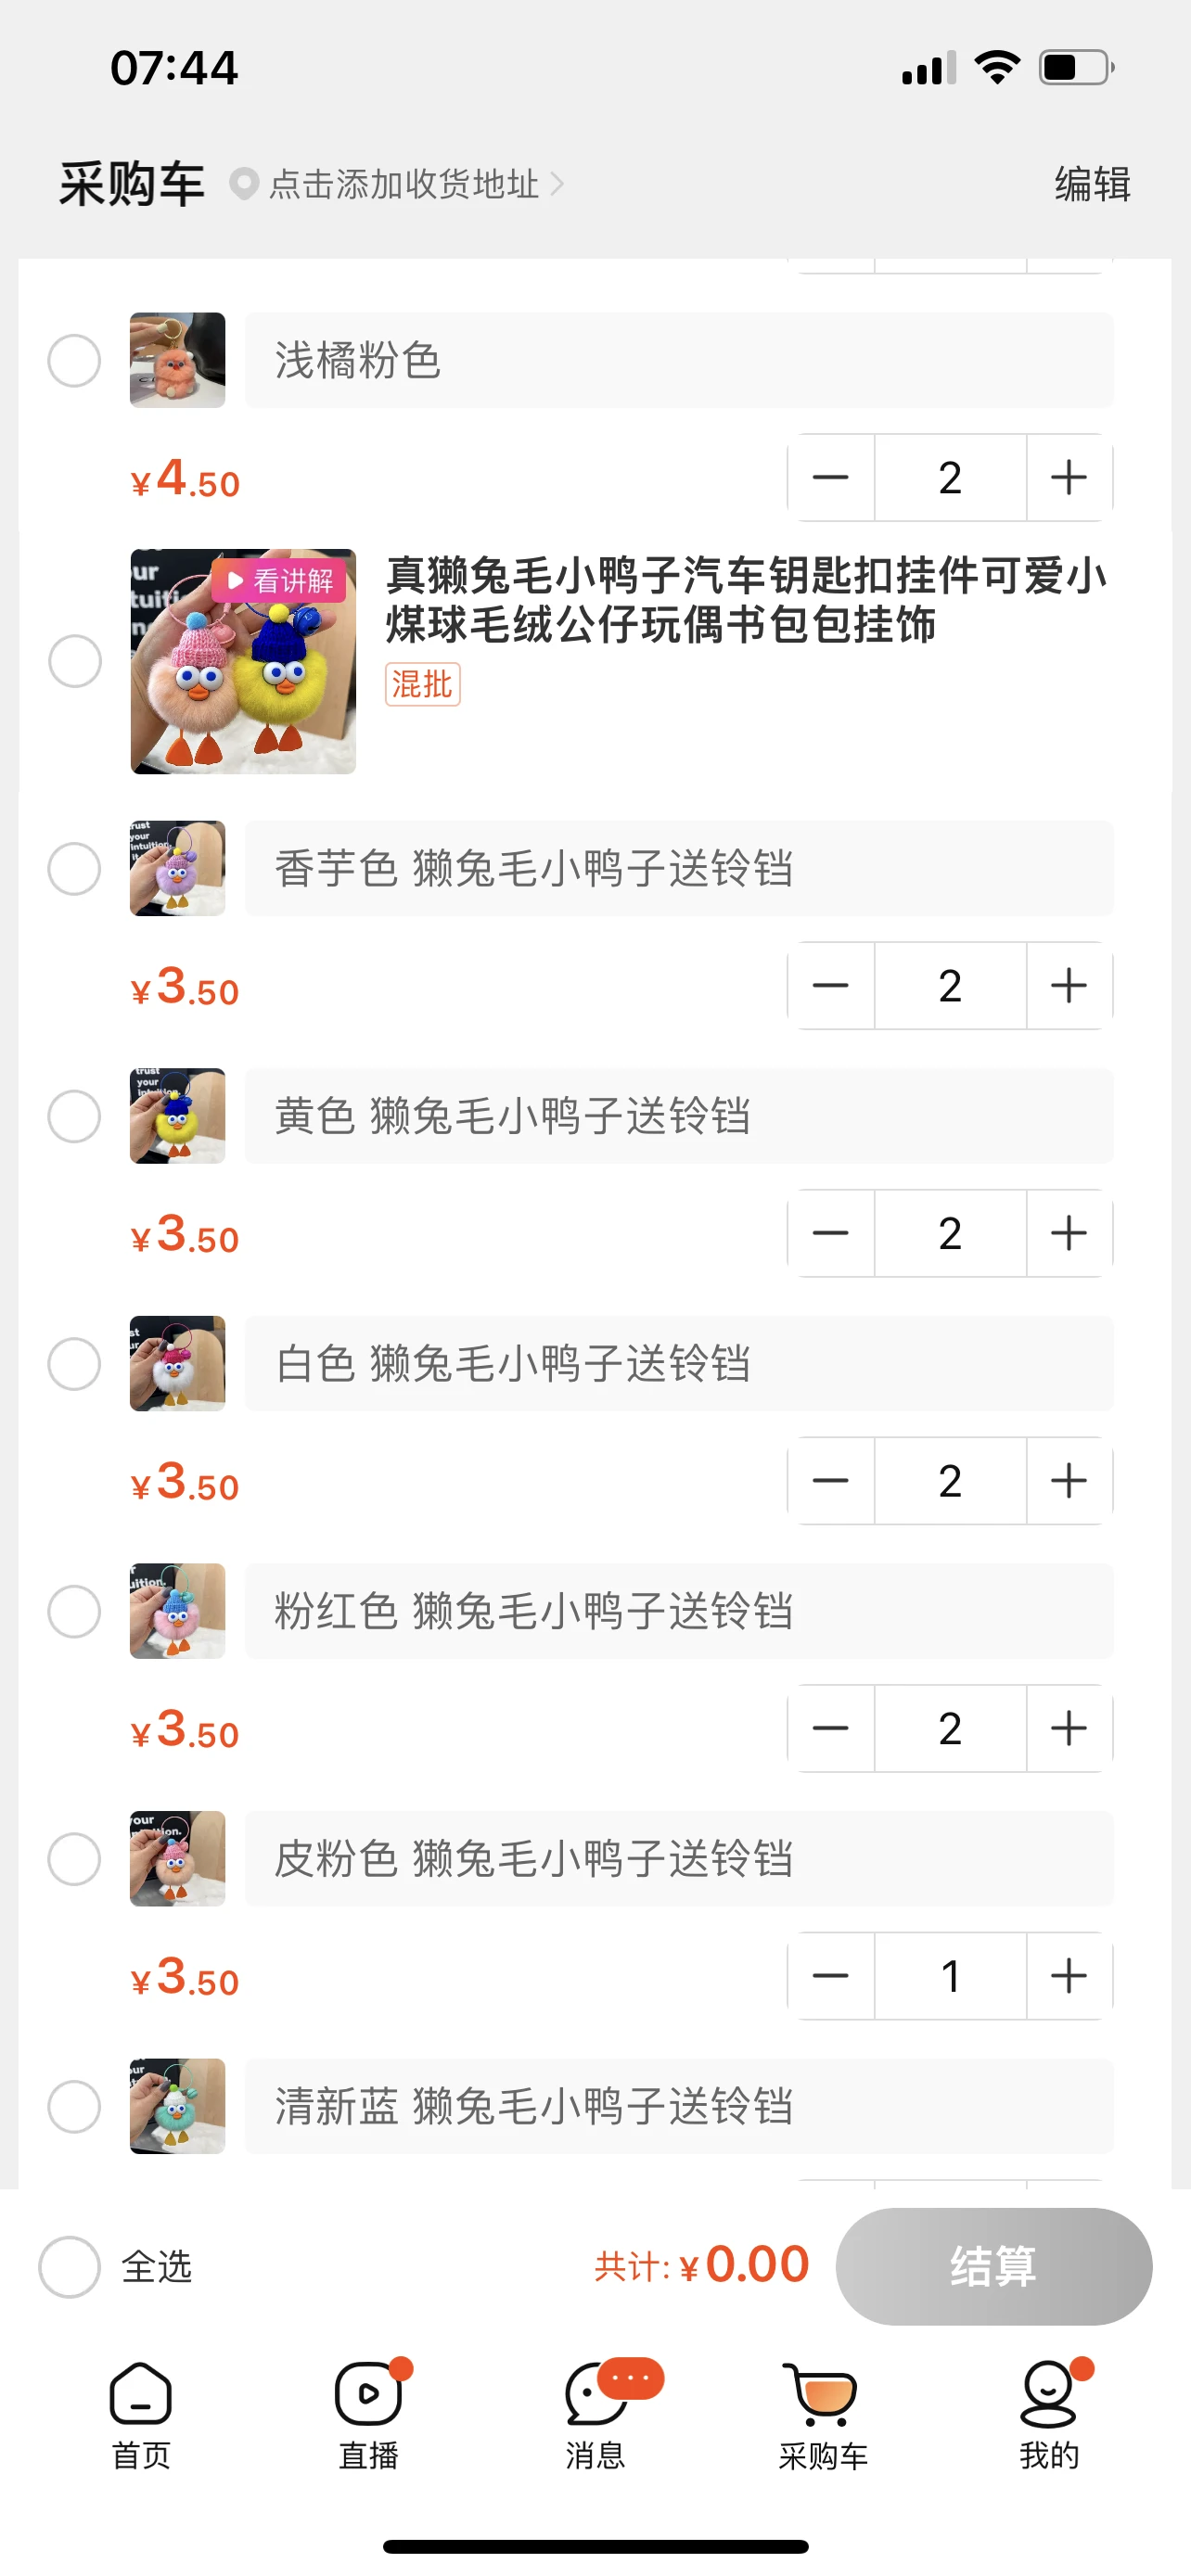 07:44
采购车 点击添加收货地址 编辑
浅橘粉色
¥4.50 2
看讲解
真獭兔毛小鸭子汽车钥匙扣挂件可爱小
煤球毛绒公仔玩偶书包包挂饰
混批
香芋色 獭兔毛小鸭子送铃铛
¥3.50 2
黄色 獭兔毛小鸭子送铃铛
¥3.50 2
白色 獭兔毛小鸭子送铃铛
¥3.50 2
粉红色 獭兔毛小鸭子送铃铛
¥3.50 2
皮粉色 獭兔毛小鸭子送铃铛
¥3.50 1
清新蓝 獭兔毛小鸭子送铃铛
全选 共计: ¥0.00 结算
首页 直播 消息 采购车 我的